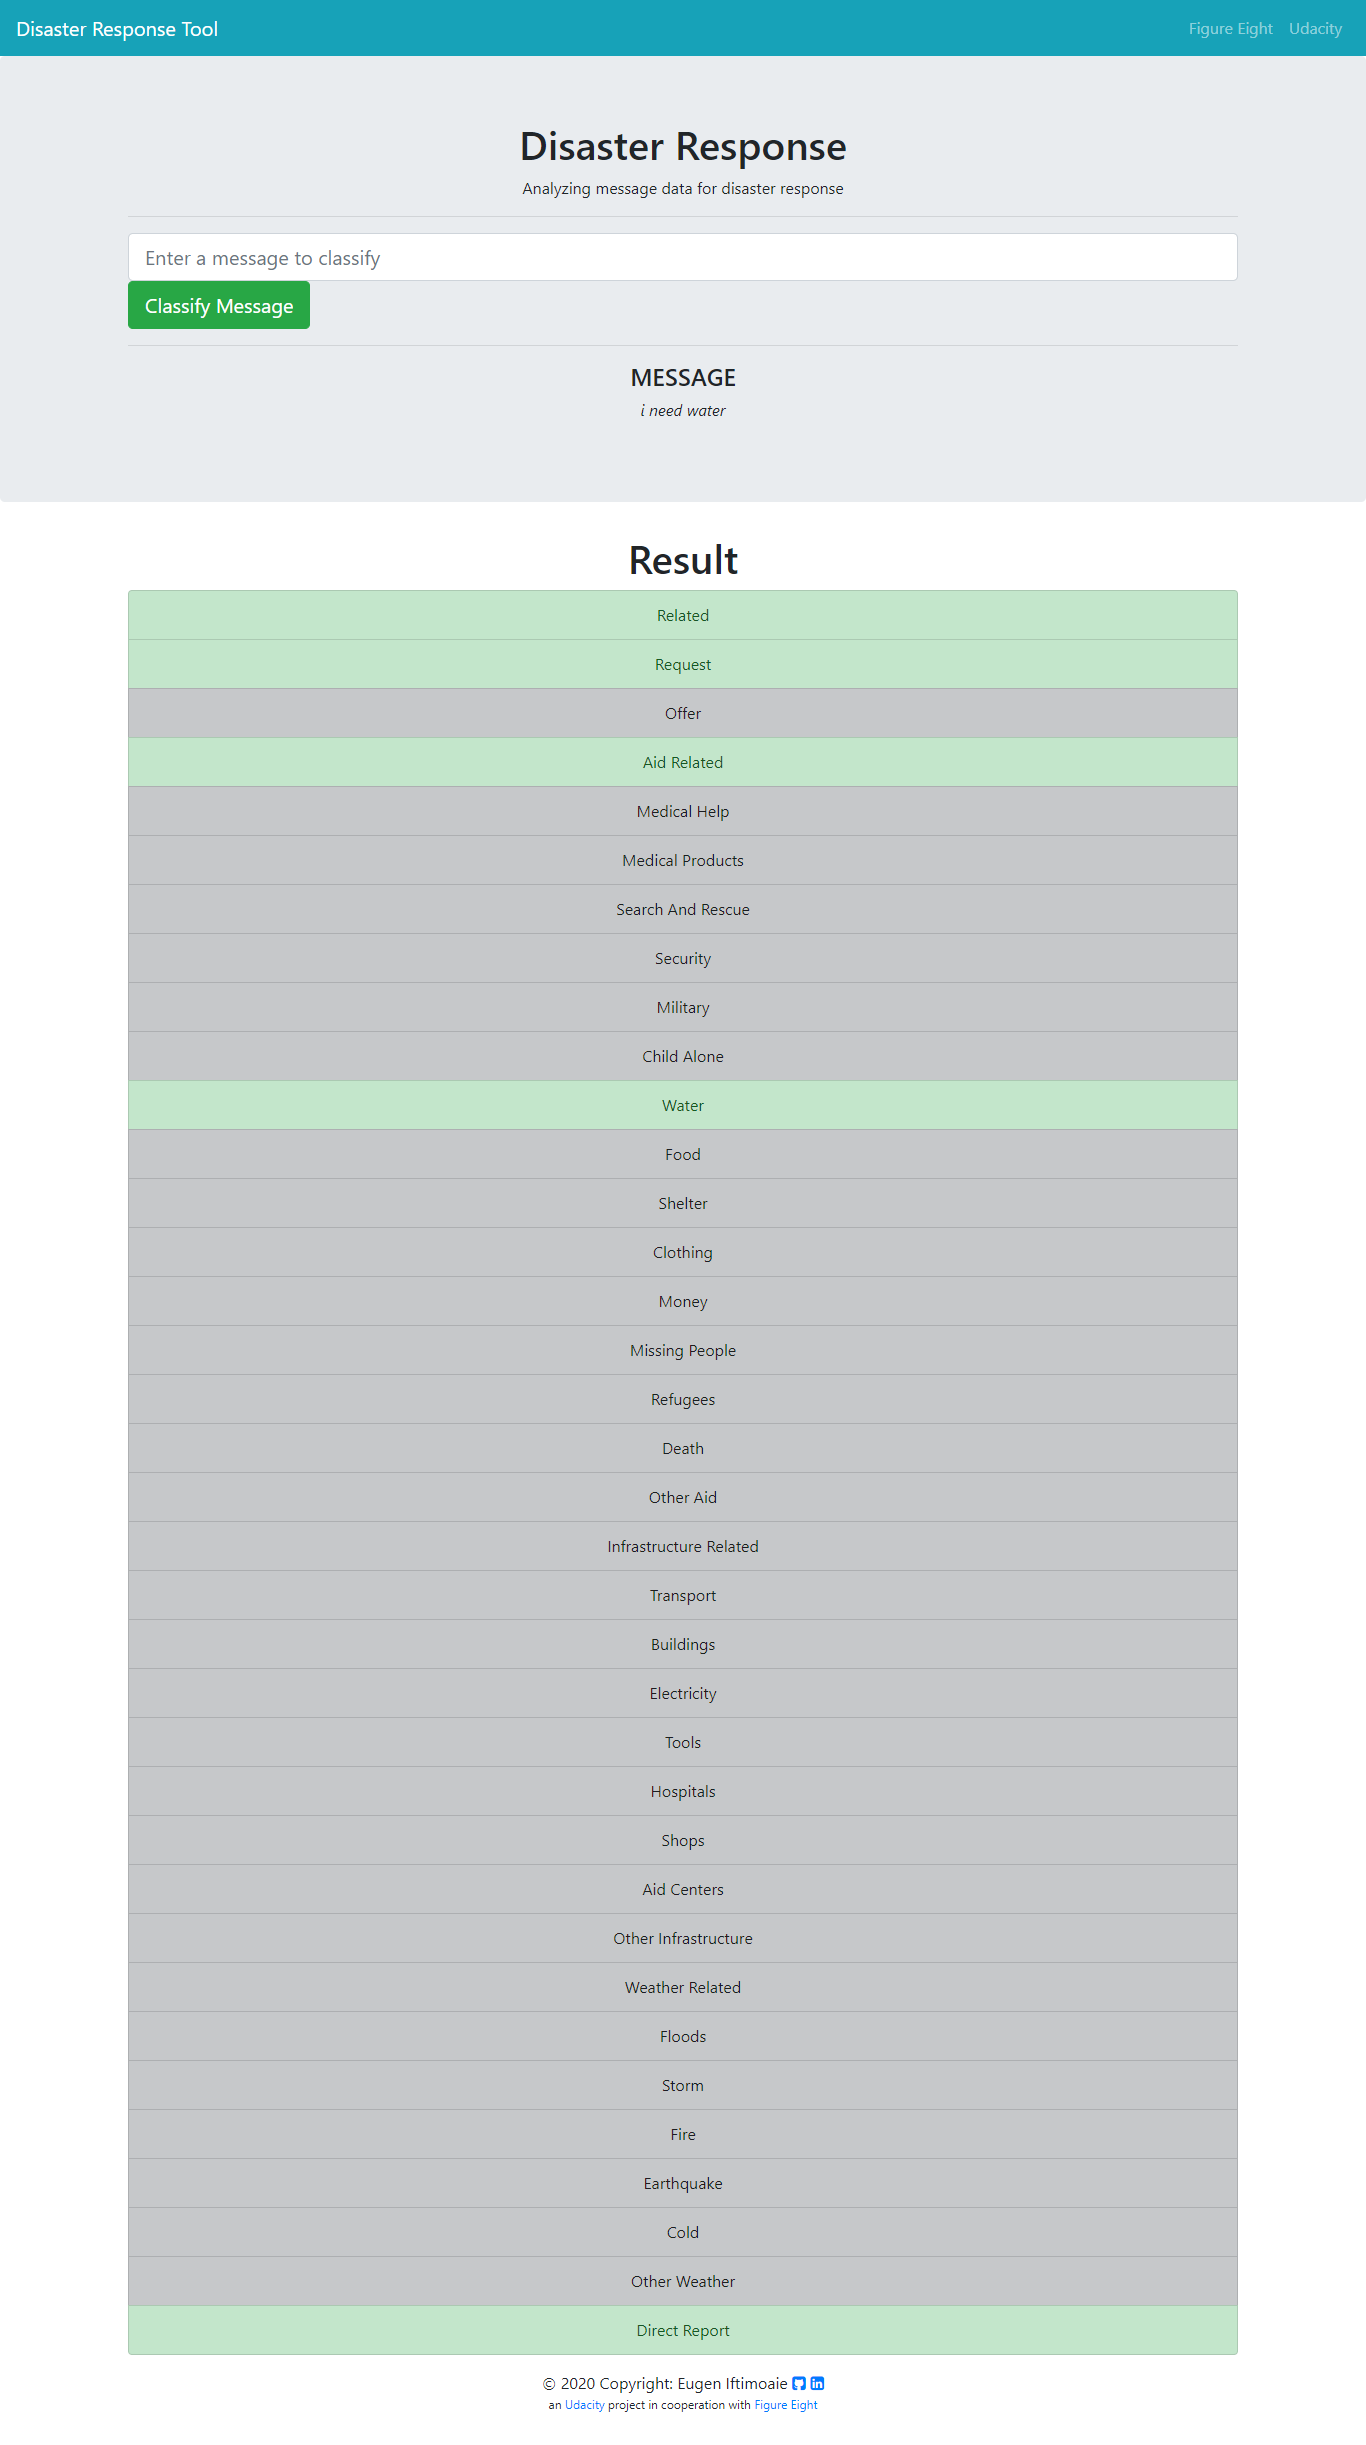 Disaster Response Tool Figure Eight Udacity
Disaster Response
Analyzing message data for disaster response
Enter a message to classify
Classify Message
MESSAGE
i need water
Result
Related
Request
Offer
Aid Related
Medical Help
Medical Products
Search And Rescue
Security
Military
Child Alone
Water
Food
Shelter
Clothing
Money
Missing People
Refugees
Death
Other Aid
Infrastructure Related
Transport
Buildings
Electricity
Tools
Hospitals
Shops
Aid Centers
Other Infrastructure
Weather Related
Floods
Storm
Fire
Earthquake
Cold
Other Weather
Direct Report
© 2020 Copyright: Eugen Iftimoaie
an Udacity project in cooperation with Figure Eight